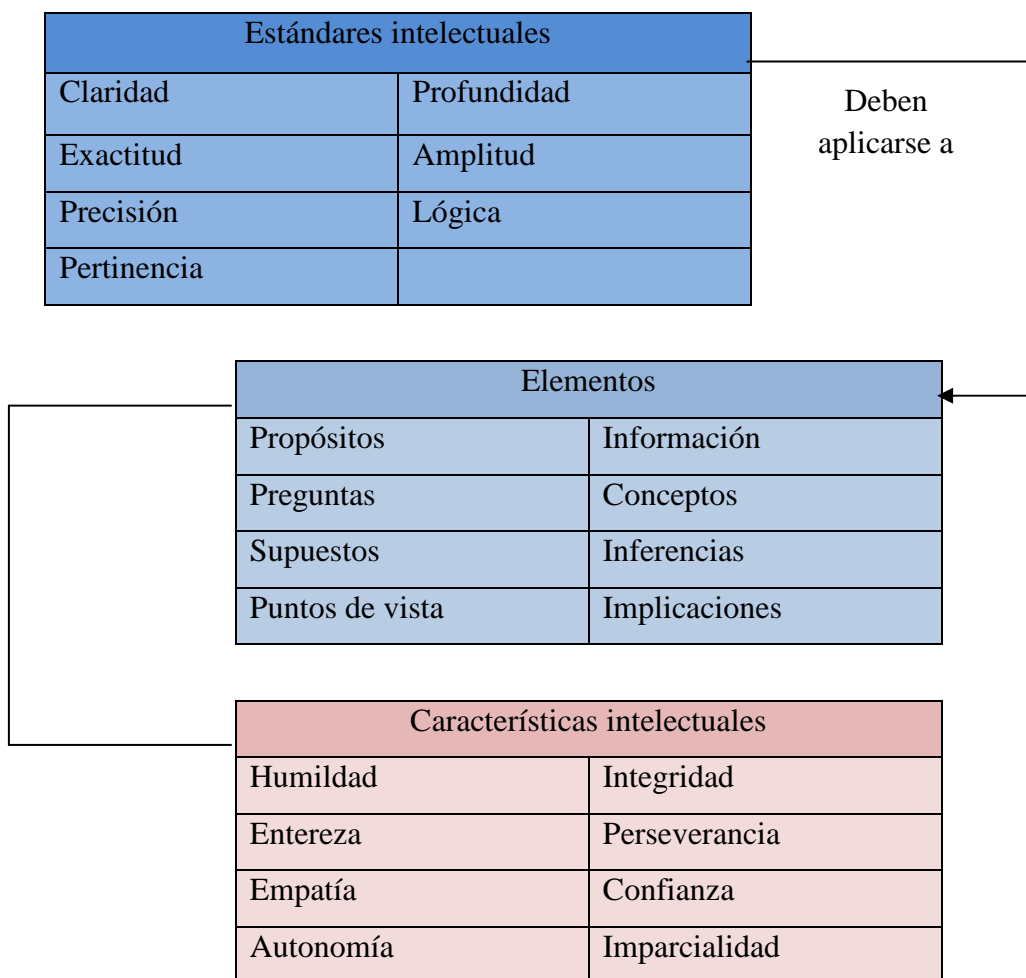 Estándares intelectuales
Claridad Profundidad
Deben
aplicarse a
Exactitud Amplitud
Precisión Lógica
Pertinencia
Elementos
Propósitos Información
Preguntas Conceptos
Supuestos Inferencias
Puntos de vista Implicaciones
Características intelectuales
Humildad Integridad
Entereza Perseverancia
Empatía Confianza
Autonomía Imparcialidad